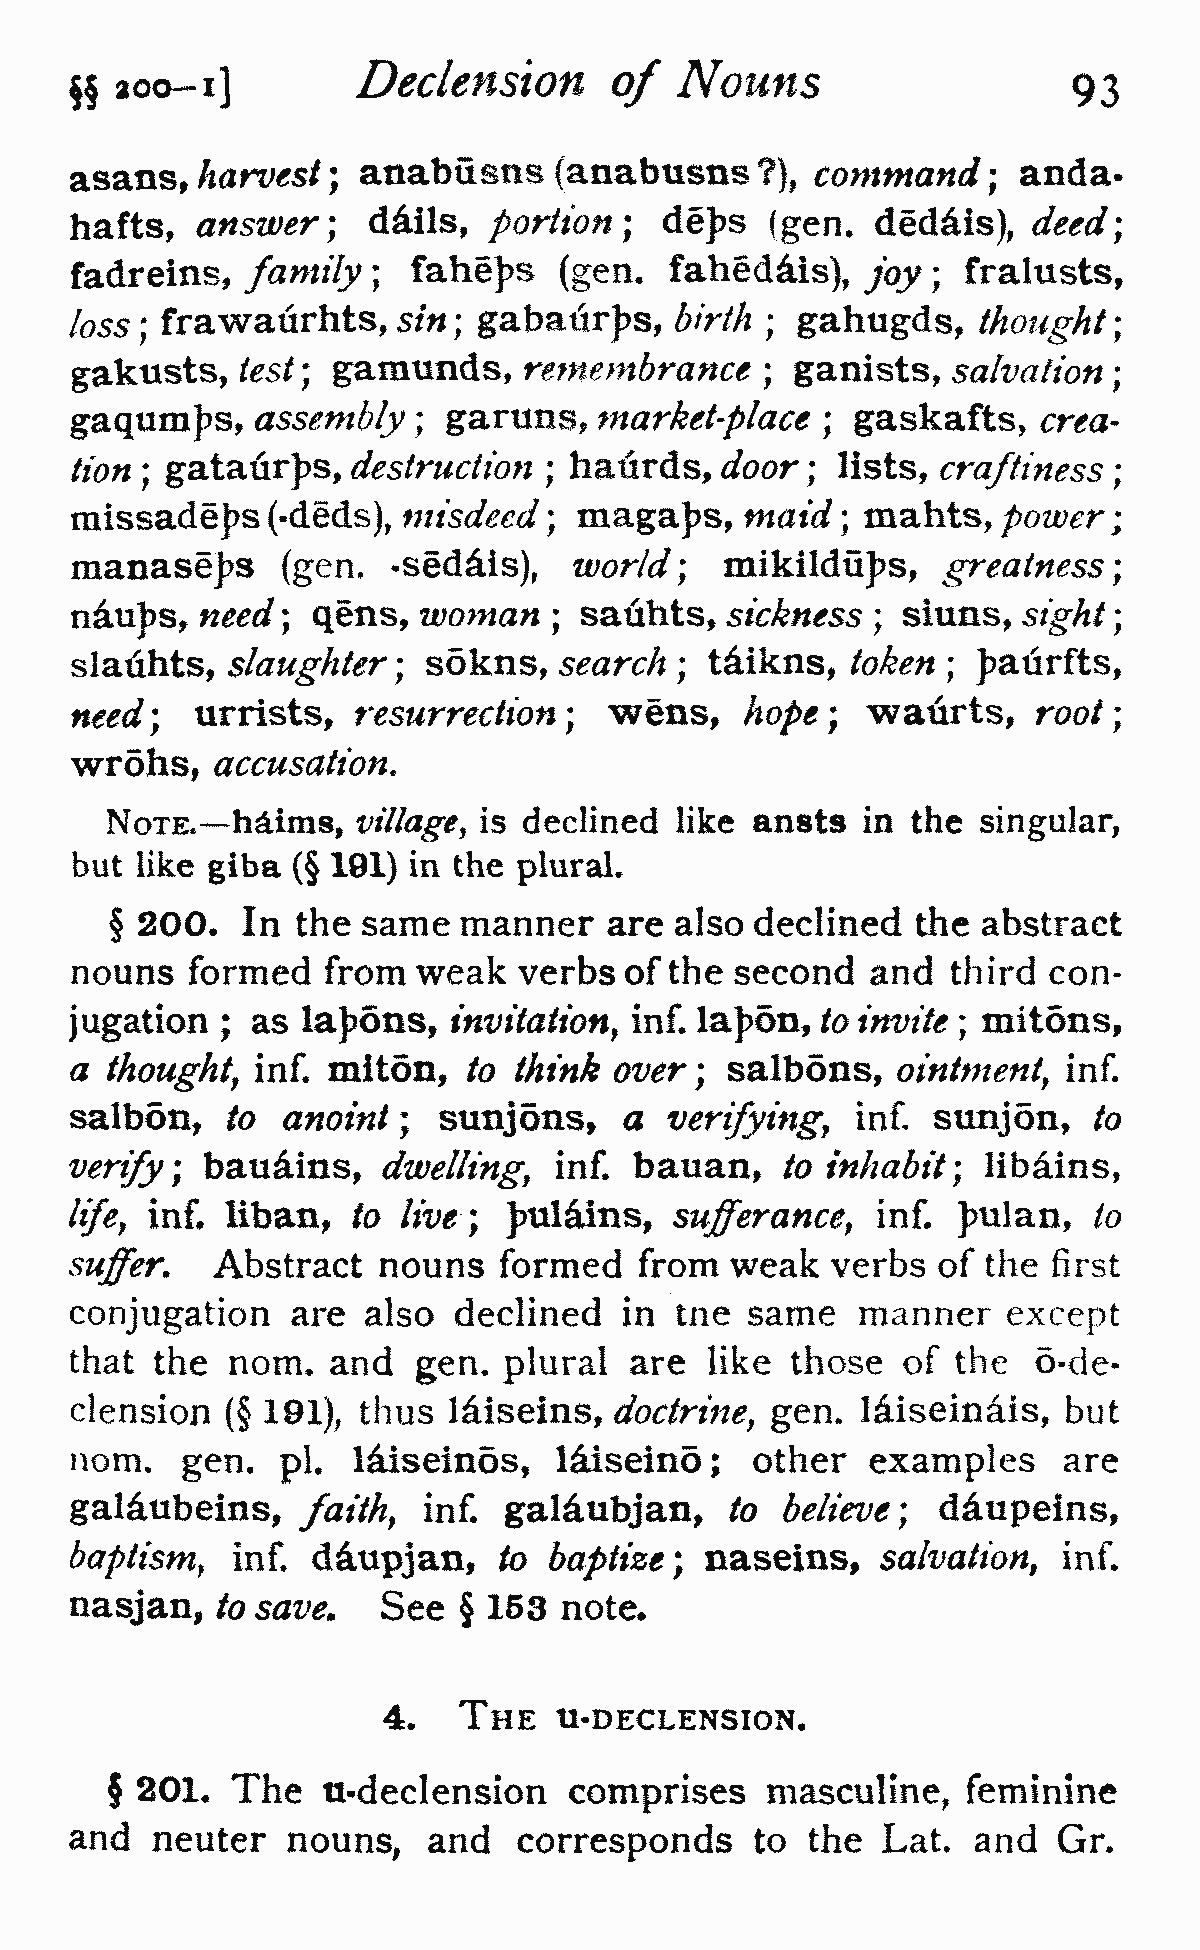 §§ 200–1] Declension of Nouns 93
asans, harvest; anabūsns (anabusns?), command; anda-
hafts, answer; dáils, portion; dēþs (gen. dēdáis), deed;
fadreins, family; fahēþs (gen. fahēdáis), joy; fralusts,
loss; frawaúrhts, sin; gabaúrþs, birth; gahugds, thought;
gakusts, test; gamunds, remembrance; ganists, salvation;
gaqumþs, assembly; garuns, market-place; gaskafts, crea-
tion; gataúrþs, destruction; haúrds, door; lists, craftiness;
missadēþs (-dēds), misdeed; magaþs, maid; mahts, power;
manasēþs (gen. -sēdáis), world; mikildūþs, greatness;
náuþs, need; qēns, woman; saúhts, sickness; siuns, sight;
slaúhts, slaughter; sōkns, search; táikns, token; þaúrfts,
need; urrists, resurrection; wēns, hope; waúrts, root;
wrōhs, accusation.
NOTE.—háims, village, is declined like ansts in the singular,
but like giba (§ 191) in the plural.
§ 200. In the same manner are also declined the abstract
nouns formed from weak verbs of the second and third con-
jugation; as laþōns, invitation, inf. laþōn, to invite; mitōns,
a thought, inf. mitōn, to think over; salbōns, ointment, inf.
salbōn, to anoint; sunjōns, a verifying, inf. sunjōn, to
verify; bauáins, dwelling, inf. bauan, to inhabit; libáins,
life, inf. liban, to live; þuláins, sufferance, inf. þulan, to
suffer. Abstract nouns formed from weak verbs of the first
conjugation are also declined in tne same manner except
that the nom. and gen. plural are like those of the ō-de-
clension (§ 191), thus láiseins, doctrine, gen. láiseináis, but
nom. gen. pl. láiseinōs, láiseinō; other examples are
galáubeins, faith, inf. galáubjan, to believe; dáupeins,
baptism, inf. dáupjan, to baptize; naseins, salvation, inf.
nasjan, to save. See § 153 note.
4. THE u-DECLENSION.
§ 201. The u-declension comprises masculine, feminine
and neuter nouns, and corresponds to the Lat. and Gr.